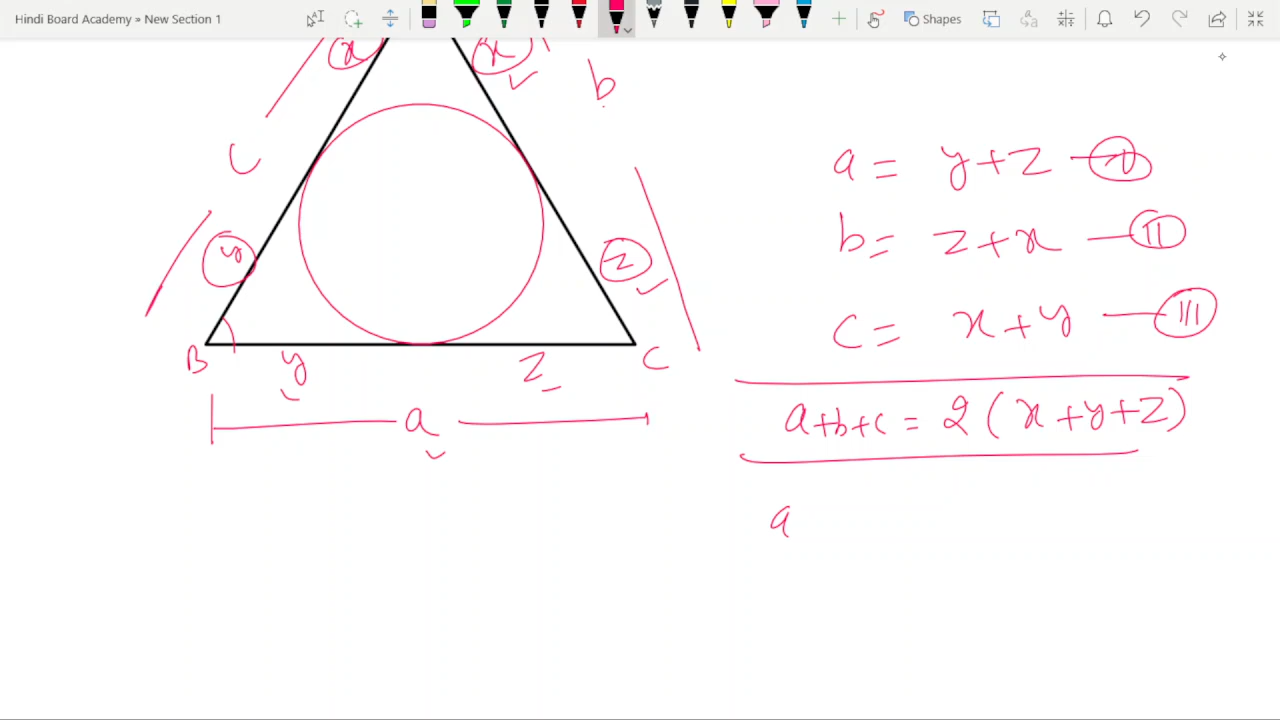 Hindi Board Academy » New Section 1
Shapes
x
x
b
c
y
z
B
y
z
C
a
a = y+z
b = z+x — II
c = x+y — III
a+b+c = 2(x+y+z)
a